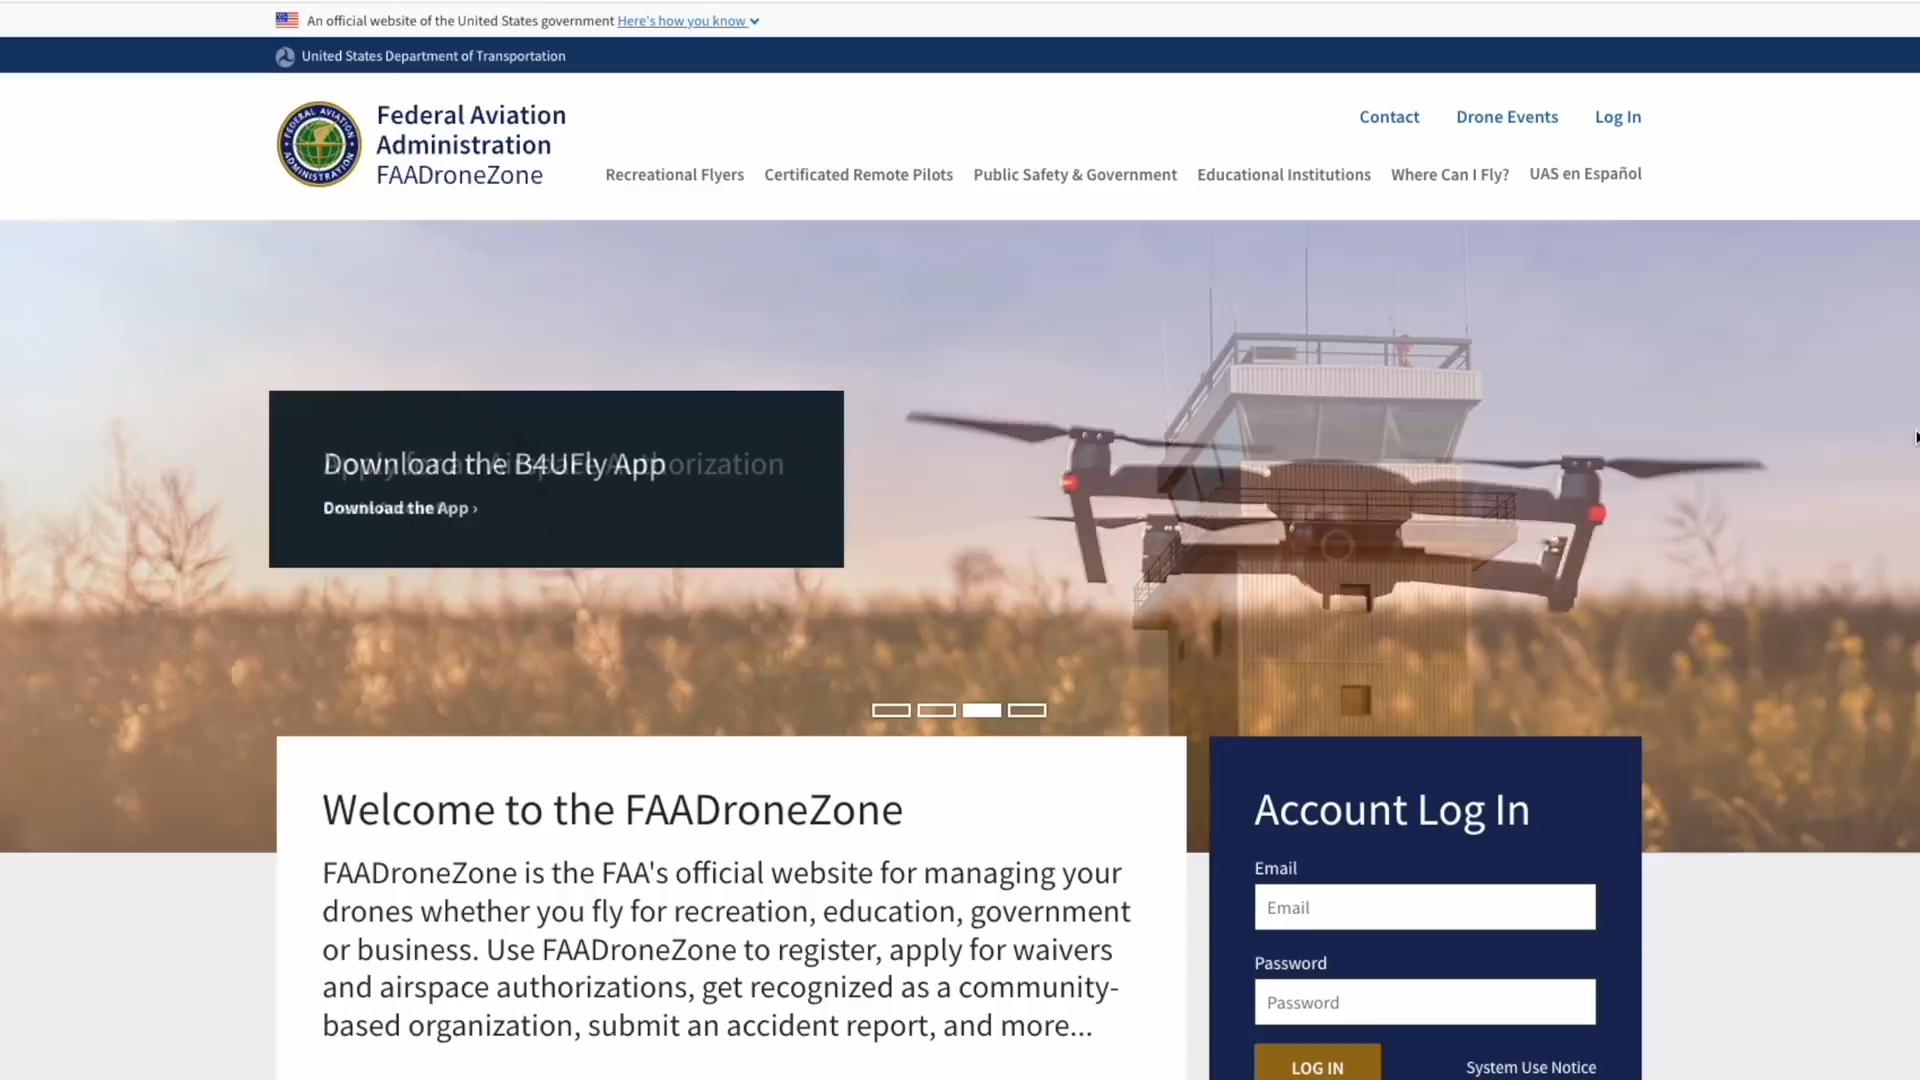 An official website of the United States government Here's how you know
United States Department of Transportation
FEDERAL AVIATION ADMINISTRATION
Federal Aviation
Administration
FAADroneZone
Contact Drone Events Log In
Recreational Flyers Certificated Remote Pilots Public Safety & Government Educational Institutions Where Can I Fly? UAS en Español
Download the B4UFly App
Download the App ›
Welcome to the FAADroneZone
FAADroneZone is the FAA's official website for managing your
drones whether you fly for recreation, education, government
or business. Use FAADroneZone to register, apply for waivers
and airspace authorizations, get recognized as a community-
based organization, submit an accident report, and more...
Account Log In
Email
Email
Password
Password
LOG IN System Use Notice